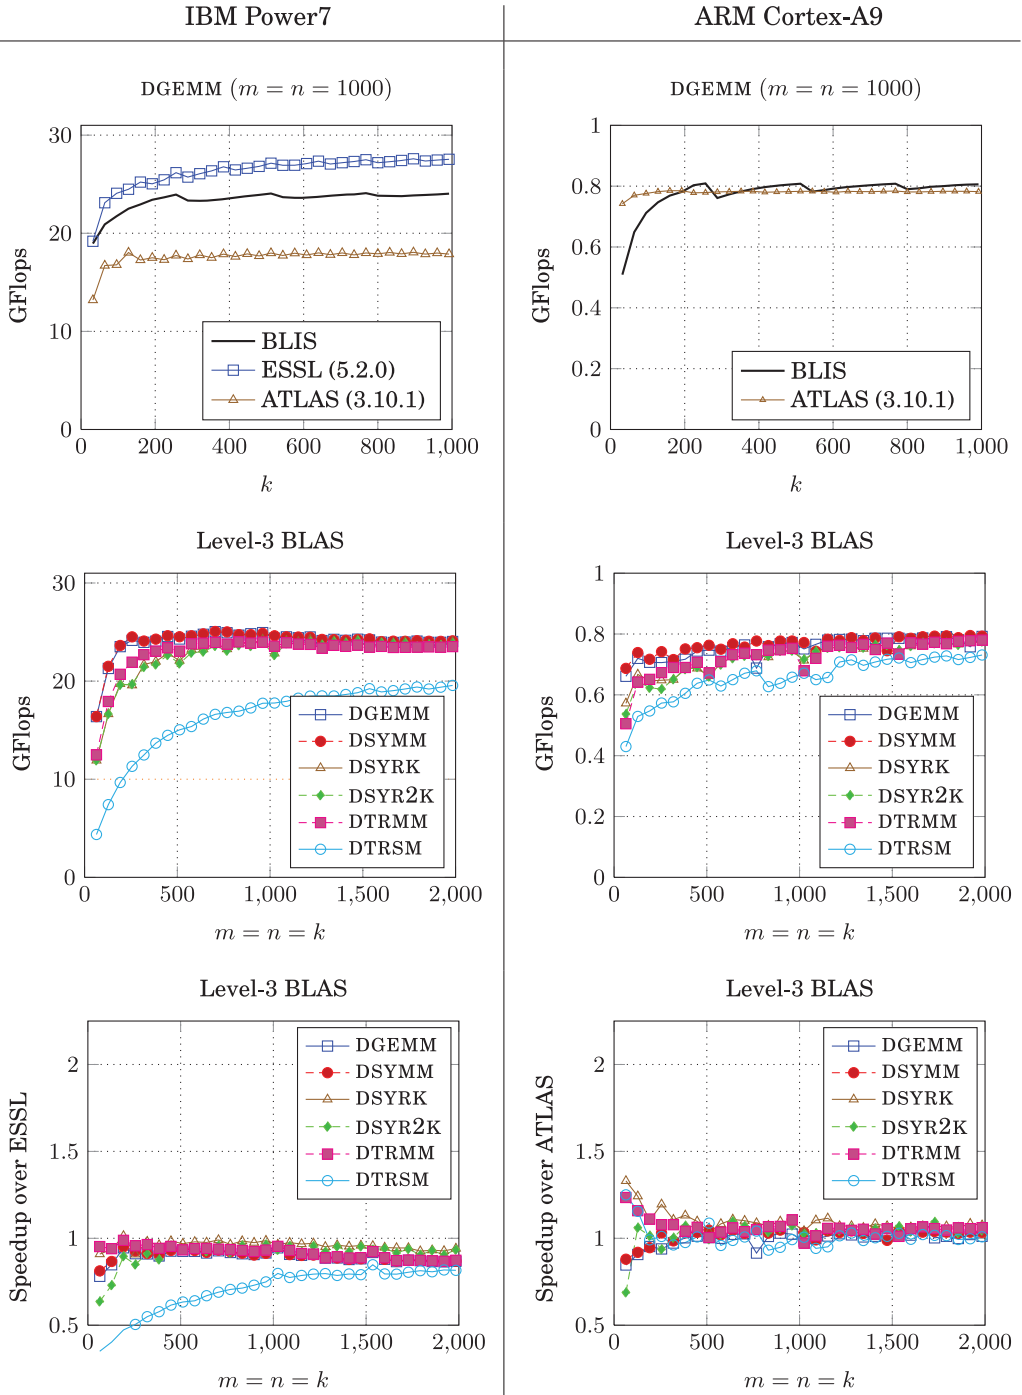 IBM Power7
DGEMM (m = n = 1000)
30
20
10
0
GFlops
BLIS
ESSL (5.2.0)
ATLAS (3.10.1)
0 200 400 600 800 1,000
k
Level-3 BLAS
30
20
10
0
GFlops
DGEMM
DSYMM
DSYRK
DSYR2K
DTRMM
DTRSM
0 500 1,000 1,500 2,000
m = n = k
Level-3 BLAS
2
1.5
1
0.5
Speedup over ESSL
DGEMM
DSYMM
DSYRK
DSYR2K
DTRMM
DTRSM
0 500 1,000 1,500 2,000
m = n = k
ARM Cortex-A9
DGEMM (m = n = 1000)
1
0.8
0.6
0.4
0.2
0
GFlops
BLIS
ATLAS (3.10.1)
0 200 400 600 800 1,000
k
Level-3 BLAS
1
0.8
0.6
0.4
0.2
0
GFlops
DGEMM
DSYMM
DSYRK
DSYR2K
DTRMM
DTRSM
0 500 1,000 1,500 2,000
m = n = k
Level-3 BLAS
2
1.5
1
0.5
Speedup over ATLAS
DGEMM
DSYMM
DSYRK
DSYR2K
DTRMM
DTRSM
0 500 1,000 1,500 2,000
m = n = k